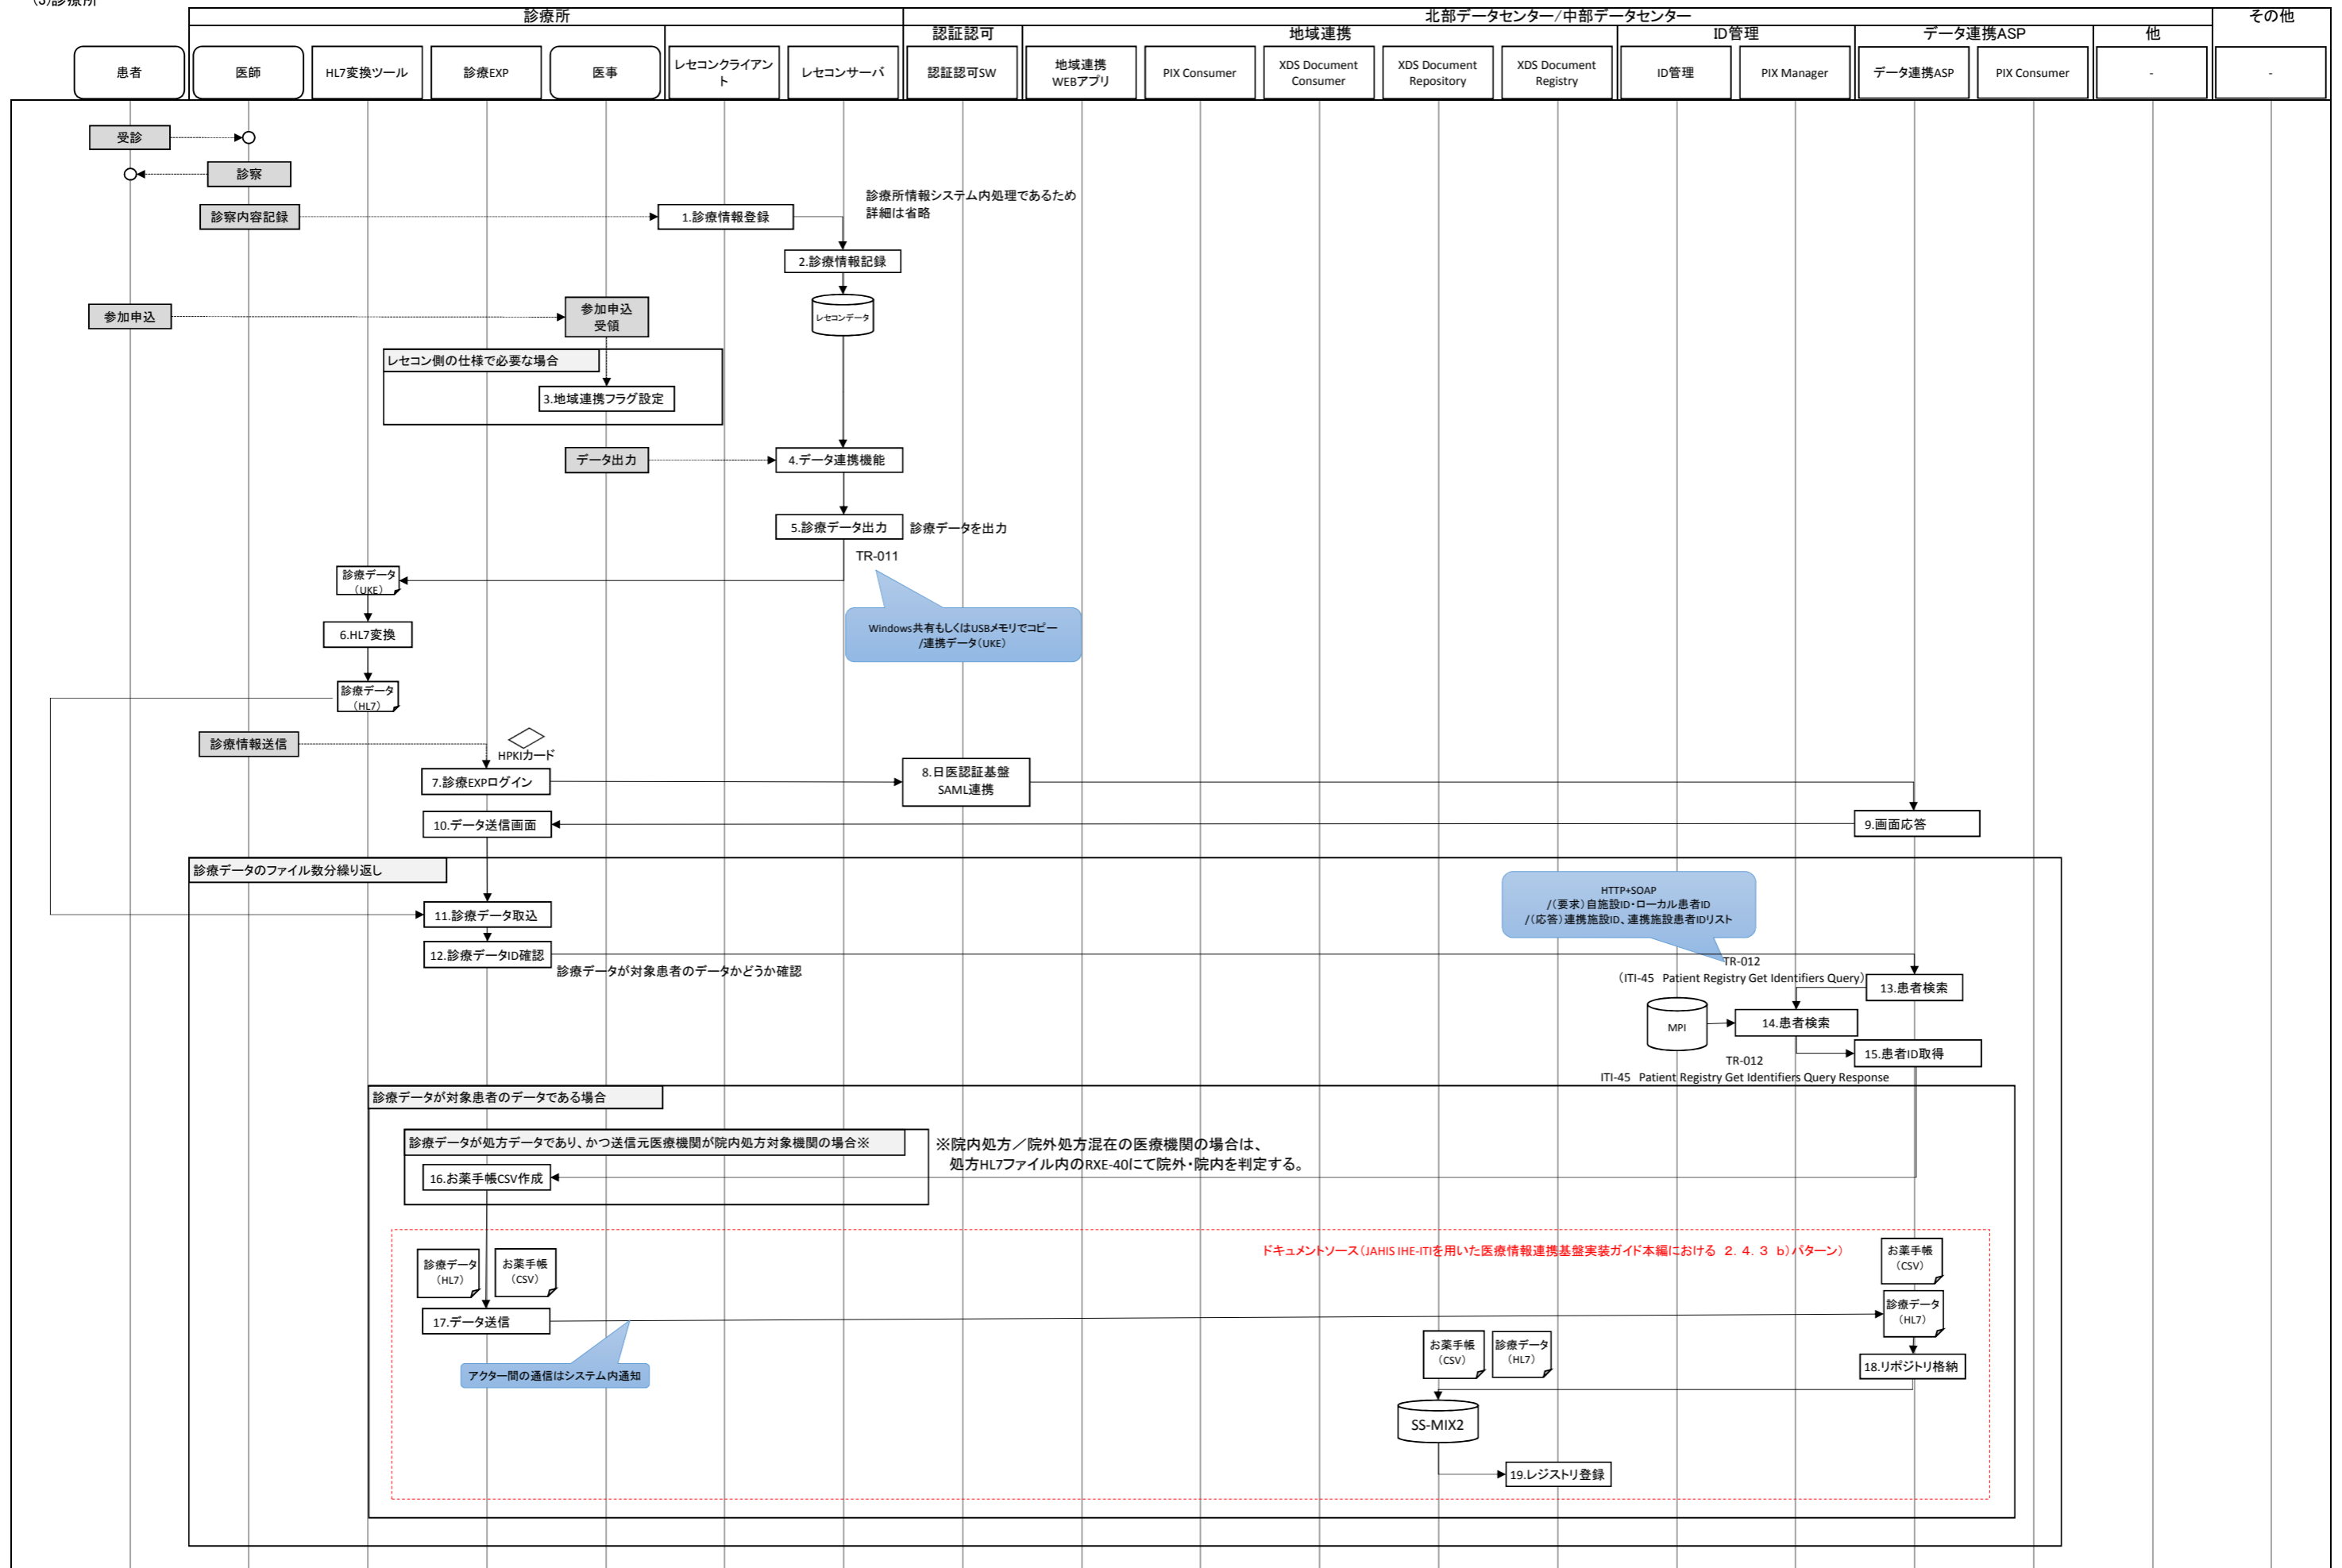 (3)診療所
診療所
北部データセンター/中部データセンター
その他
認証認可
地域連携
ID管理
データ連携ASP
他
患者
医師
HL7変換ツール
診療EXP
医事
レセコンクライアン
ト
レセコンサーバ
認証認可SW
地域連携
WEBアプリ
PIX Consumer
XDS Document
Consumer
XDS Document
Repository
XDS Document
Registry
ID管理
PIX Manager
データ連携ASP
PIX Consumer
-
-
受診
診察
診察内容記録
1.診療情報登録
診療所情報システム内処理であるため
詳細は省略
2.診療情報記録
レセコンデータ
参加申込
参加申込
受領
レセコン側の仕様で必要な場合
3.地域連携フラグ設定
データ出力
4.データ連携機能
5.診療データ出力
診療データを出力
TR-011
診療データ
(UKE)
Windows共有もしくはUSBメモリでコピー
/連携データ(UKE)
6.HL7変換
診療データ
(HL7)
診療情報送信
HPKIカード
7.診療EXPログイン
8.日医認証基盤
SAML連携
9.画面応答
10.データ送信画面
診療データのファイル数分繰り返し
11.診療データ取込
HTTP+SOAP
/(要求)自施設ID・ローカル患者ID
/(応答)連携施設ID、連携施設患者IDリスト
12.診療データID確認
診療データが対象患者のデータかどうか確認
TR-012
(ITI-45 Patient Registry Get Identifiers Query)
13.患者検索
MPI
14.患者検索
15.患者ID取得
TR-012
ITI-45 Patient Registry Get Identifiers Query Response
診療データが対象患者のデータである場合
診療データが処方データであり、かつ送信元医療機関が院内処方対象機関の場合※
※院内処方／院外処方混在の医療機関の場合は、
処方HL7ファイル内のRXE-40にて院外・院内を判定する。
16.お薬手帳CSV作成
ドキュメントソース(JAHIS IHE-ITIを用いた医療情報連携基盤実装ガイド本編における 2．4．3 b)パターン)
診療データ
(HL7)
お薬手帳
(CSV)
お薬手帳
(CSV)
診療データ
(HL7)
17.データ送信
アクター間の通信はシステム内通知
お薬手帳
(CSV)
診療データ
(HL7)
18.リポジトリ格納
SS-MIX2
19.レジストリ登録